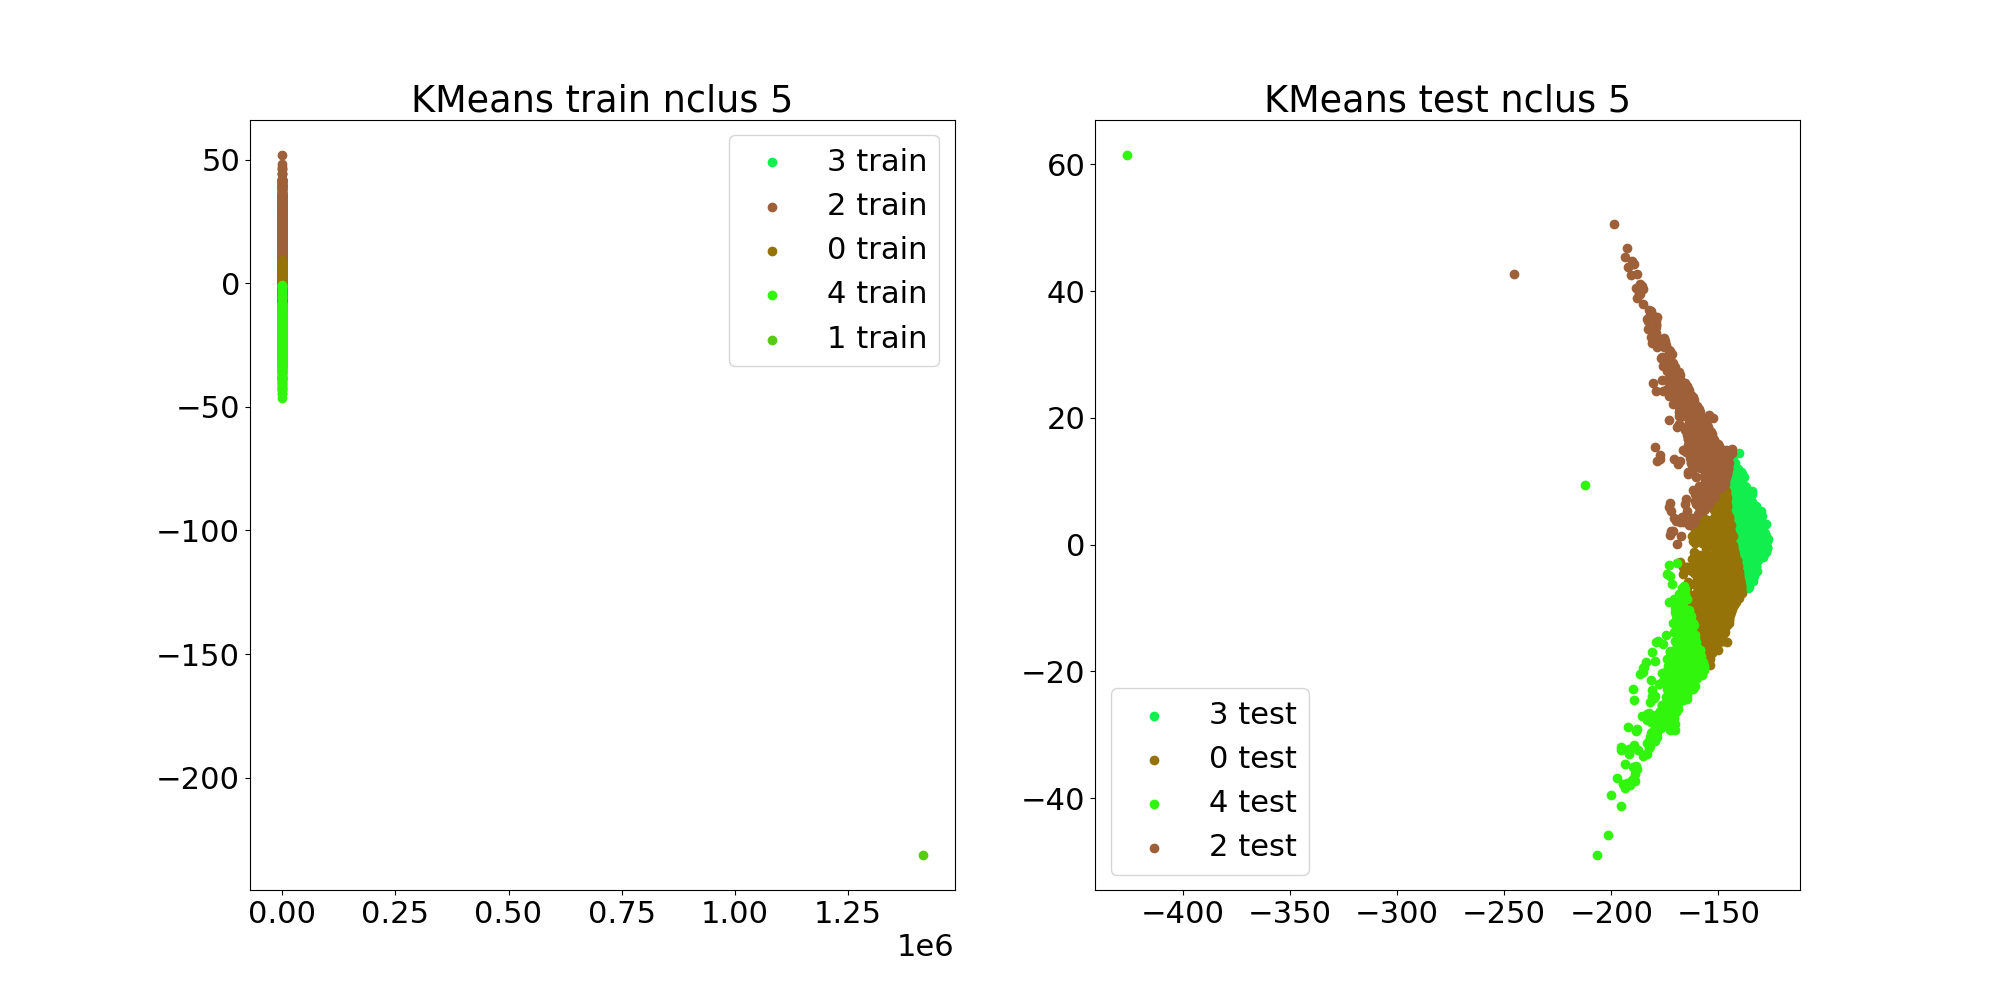 KMeans train nclus 5
50
0
−50
−100
−150
−200
0.00 0.25 0.50 0.75 1.00 1.25
1e6
3 train
2 train
0 train
4 train
1 train
KMeans test nclus 5
60
40
20
0
−20
−40
−400 −350 −300 −250 −200 −150
3 test
0 test
4 test
2 test